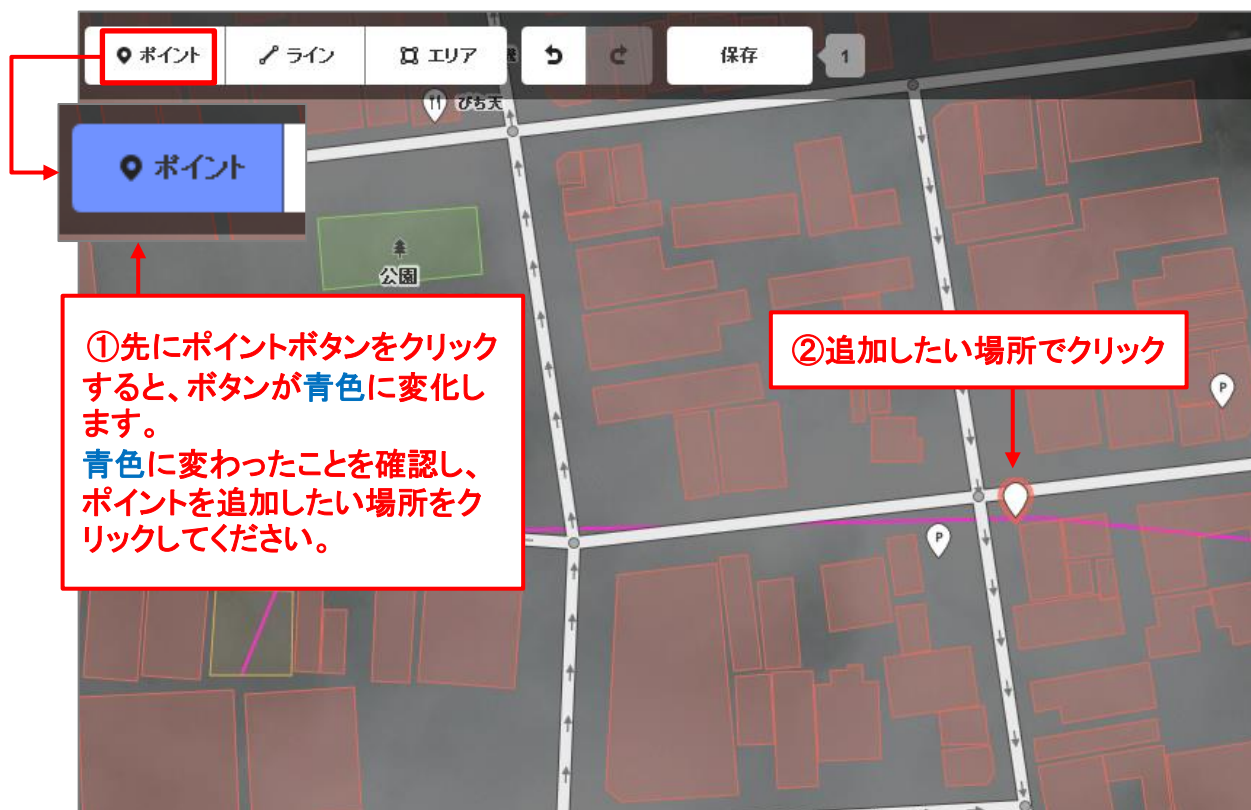 ポイント
ライン
エリア
保存
1
びち天
ポイント
公園
①先にポイントボタンをクリック
すると、ボタンが青色に変化し
ます。
青色に変わったことを確認し、
ポイントを追加したい場所をク
リックしてください。
②追加したい場所でクリック
P
P